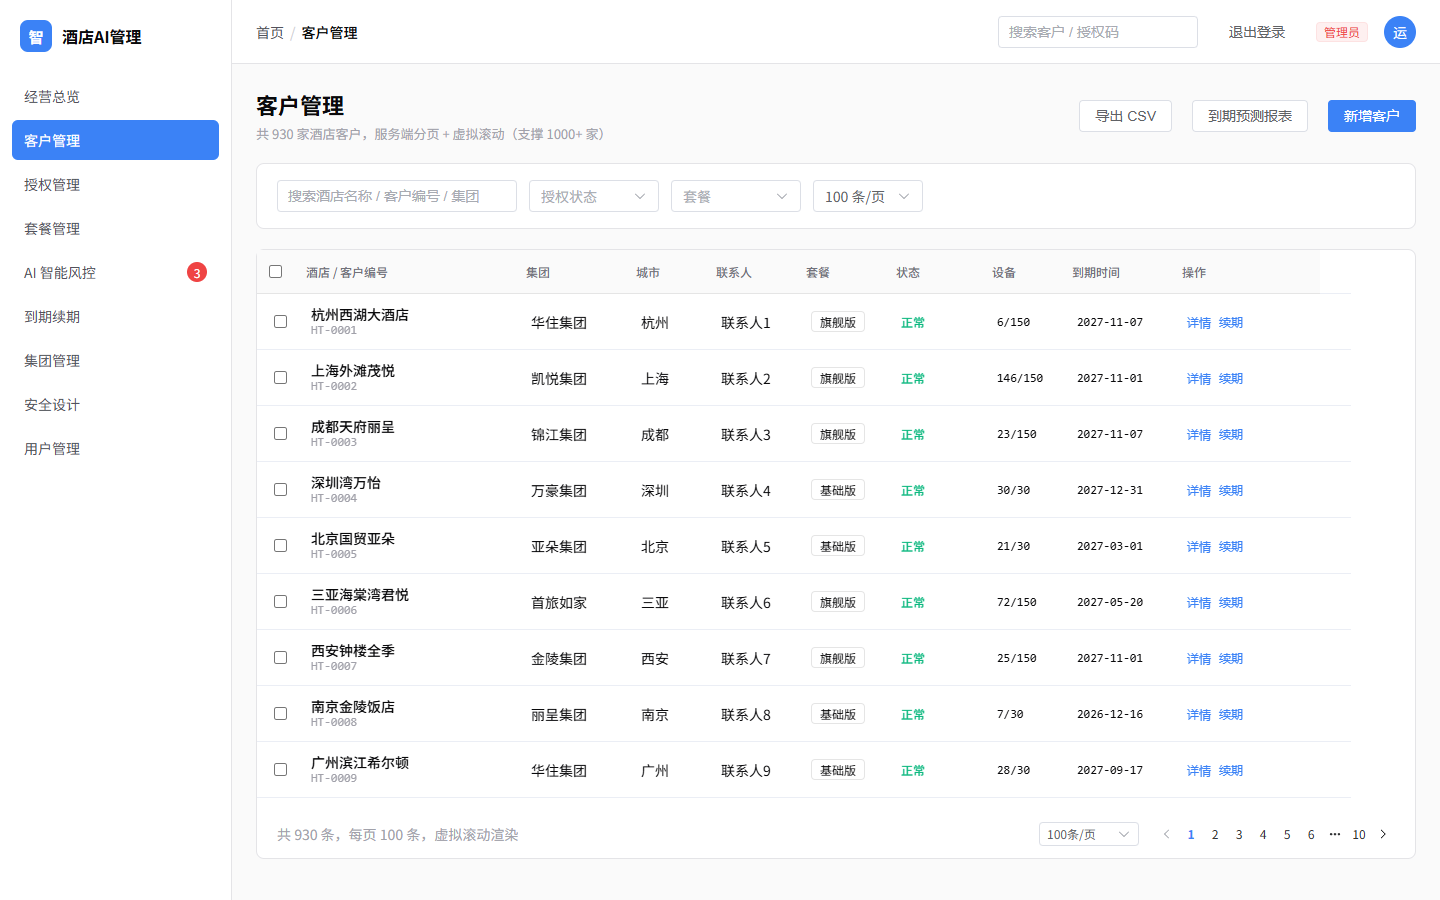 智 酒店AI管理
经营总览
客户管理
授权管理
套餐管理
AI 智能风控 3
到期续期
集团管理
安全设计
用户管理
首页 / 客户管理
搜索客户 / 授权码
退出登录
管理员
运
客户管理
共 930 家酒店客户，服务端分页 + 虚拟滚动（支撑 1000+ 家）
导出 CSV
到期预测报表
新增客户
搜索酒店名称 / 客户编号 / 集团
授权状态
套餐
100 条/页
酒店 / 客户编号 集团 城市 联系人 套餐 状态 设备 到期时间 操作
杭州西湖大酒店
HT-0001
华住集团 杭州 联系人1 旗舰版 正常 6/150 2027-11-07 详情 续期
上海外滩茂悦
HT-0002
凯悦集团 上海 联系人2 旗舰版 正常 146/150 2027-11-01 详情 续期
成都天府丽呈
HT-0003
锦江集团 成都 联系人3 旗舰版 正常 23/150 2027-11-07 详情 续期
深圳湾万怡
HT-0004
万豪集团 深圳 联系人4 基础版 正常 30/30 2027-12-31 详情 续期
北京国贸亚朵
HT-0005
亚朵集团 北京 联系人5 基础版 正常 21/30 2027-03-01 详情 续期
三亚海棠湾君悦
HT-0006
首旅如家 三亚 联系人6 旗舰版 正常 72/150 2027-05-20 详情 续期
西安钟楼全季
HT-0007
金陵集团 西安 联系人7 旗舰版 正常 25/150 2027-11-01 详情 续期
南京金陵饭店
HT-0008
丽呈集团 南京 联系人8 基础版 正常 7/30 2026-12-16 详情 续期
广州滨江希尔顿
HT-0009
华住集团 广州 联系人9 基础版 正常 28/30 2027-09-17 详情 续期
共 930 条，每页 100 条，虚拟滚动渲染
100条/页
1 2 3 4 5 6 ··· 10